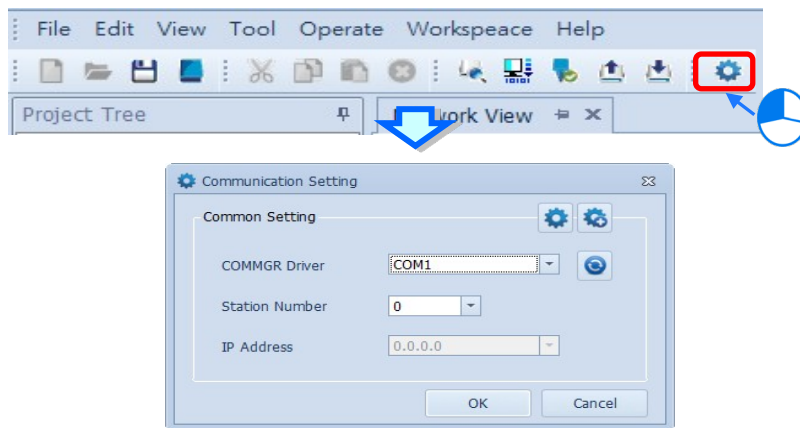 File Edit View Tool Operate Workspeace Help
Project Tree
work View
Communication Setting
Common Setting
COMMGR Driver COM1
Station Number 0
IP Address 0.0.0.0
OK Cancel